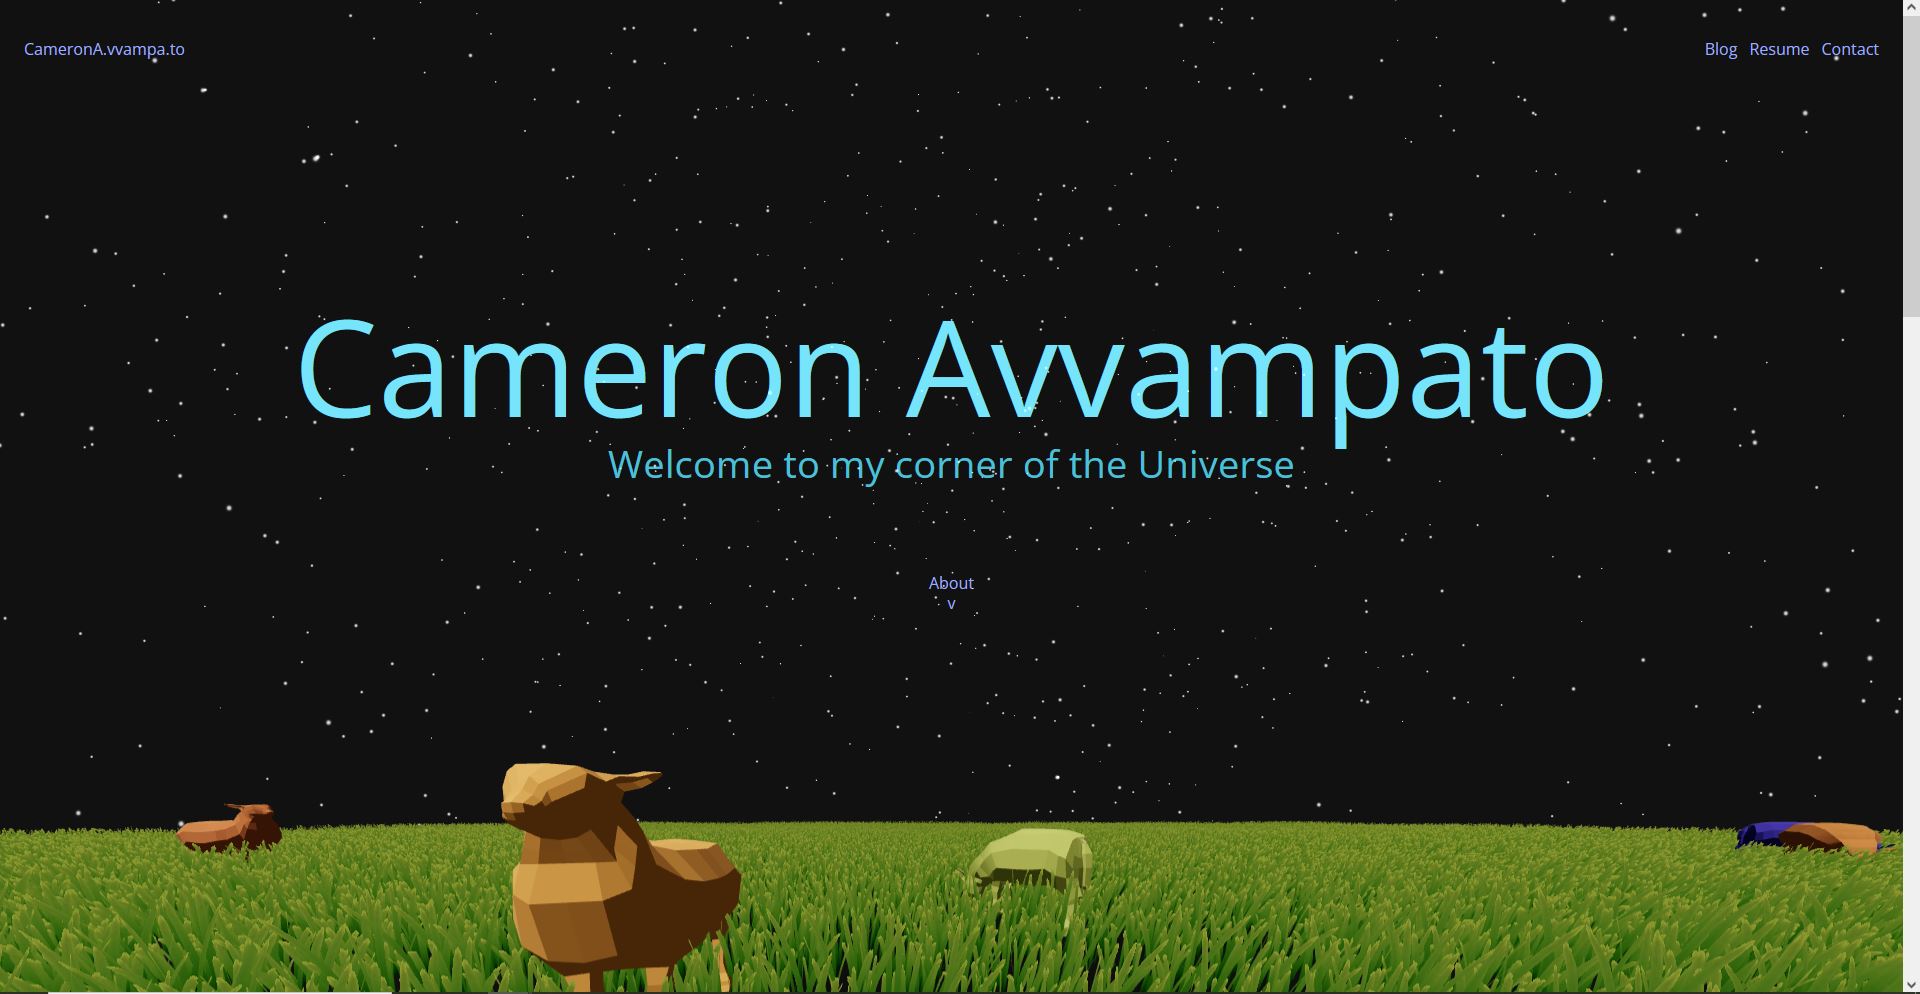 CameronA.vvampa.to
Blog Resume Contact
Cameron Avvampato
Welcome to my corner of the Universe
About
v